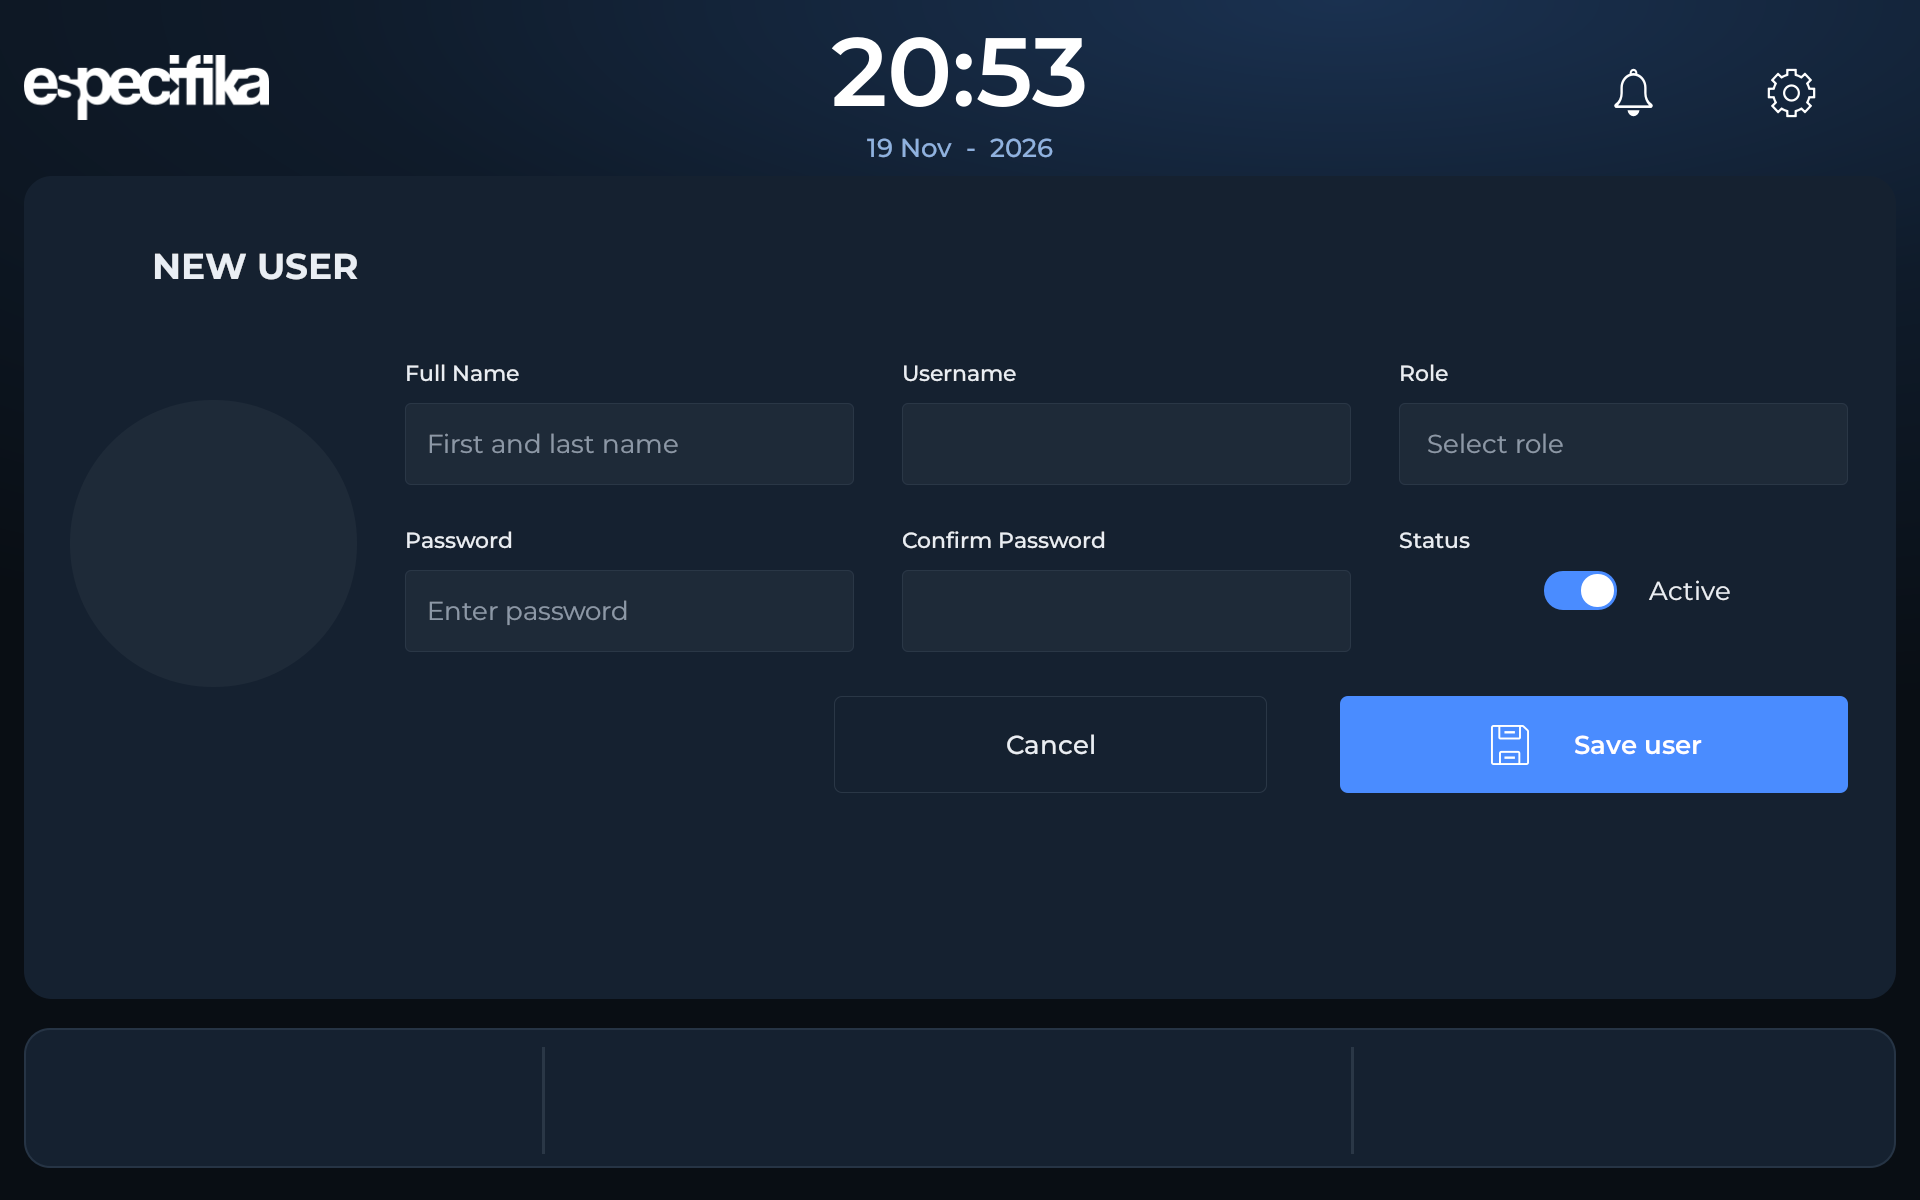 especifika
20:53
19 Nov - 2026
NEW USER
Full Name
Username
Role
First and last name
Select role
Password
Confirm Password
Status
Enter password
Active
Cancel
Save user